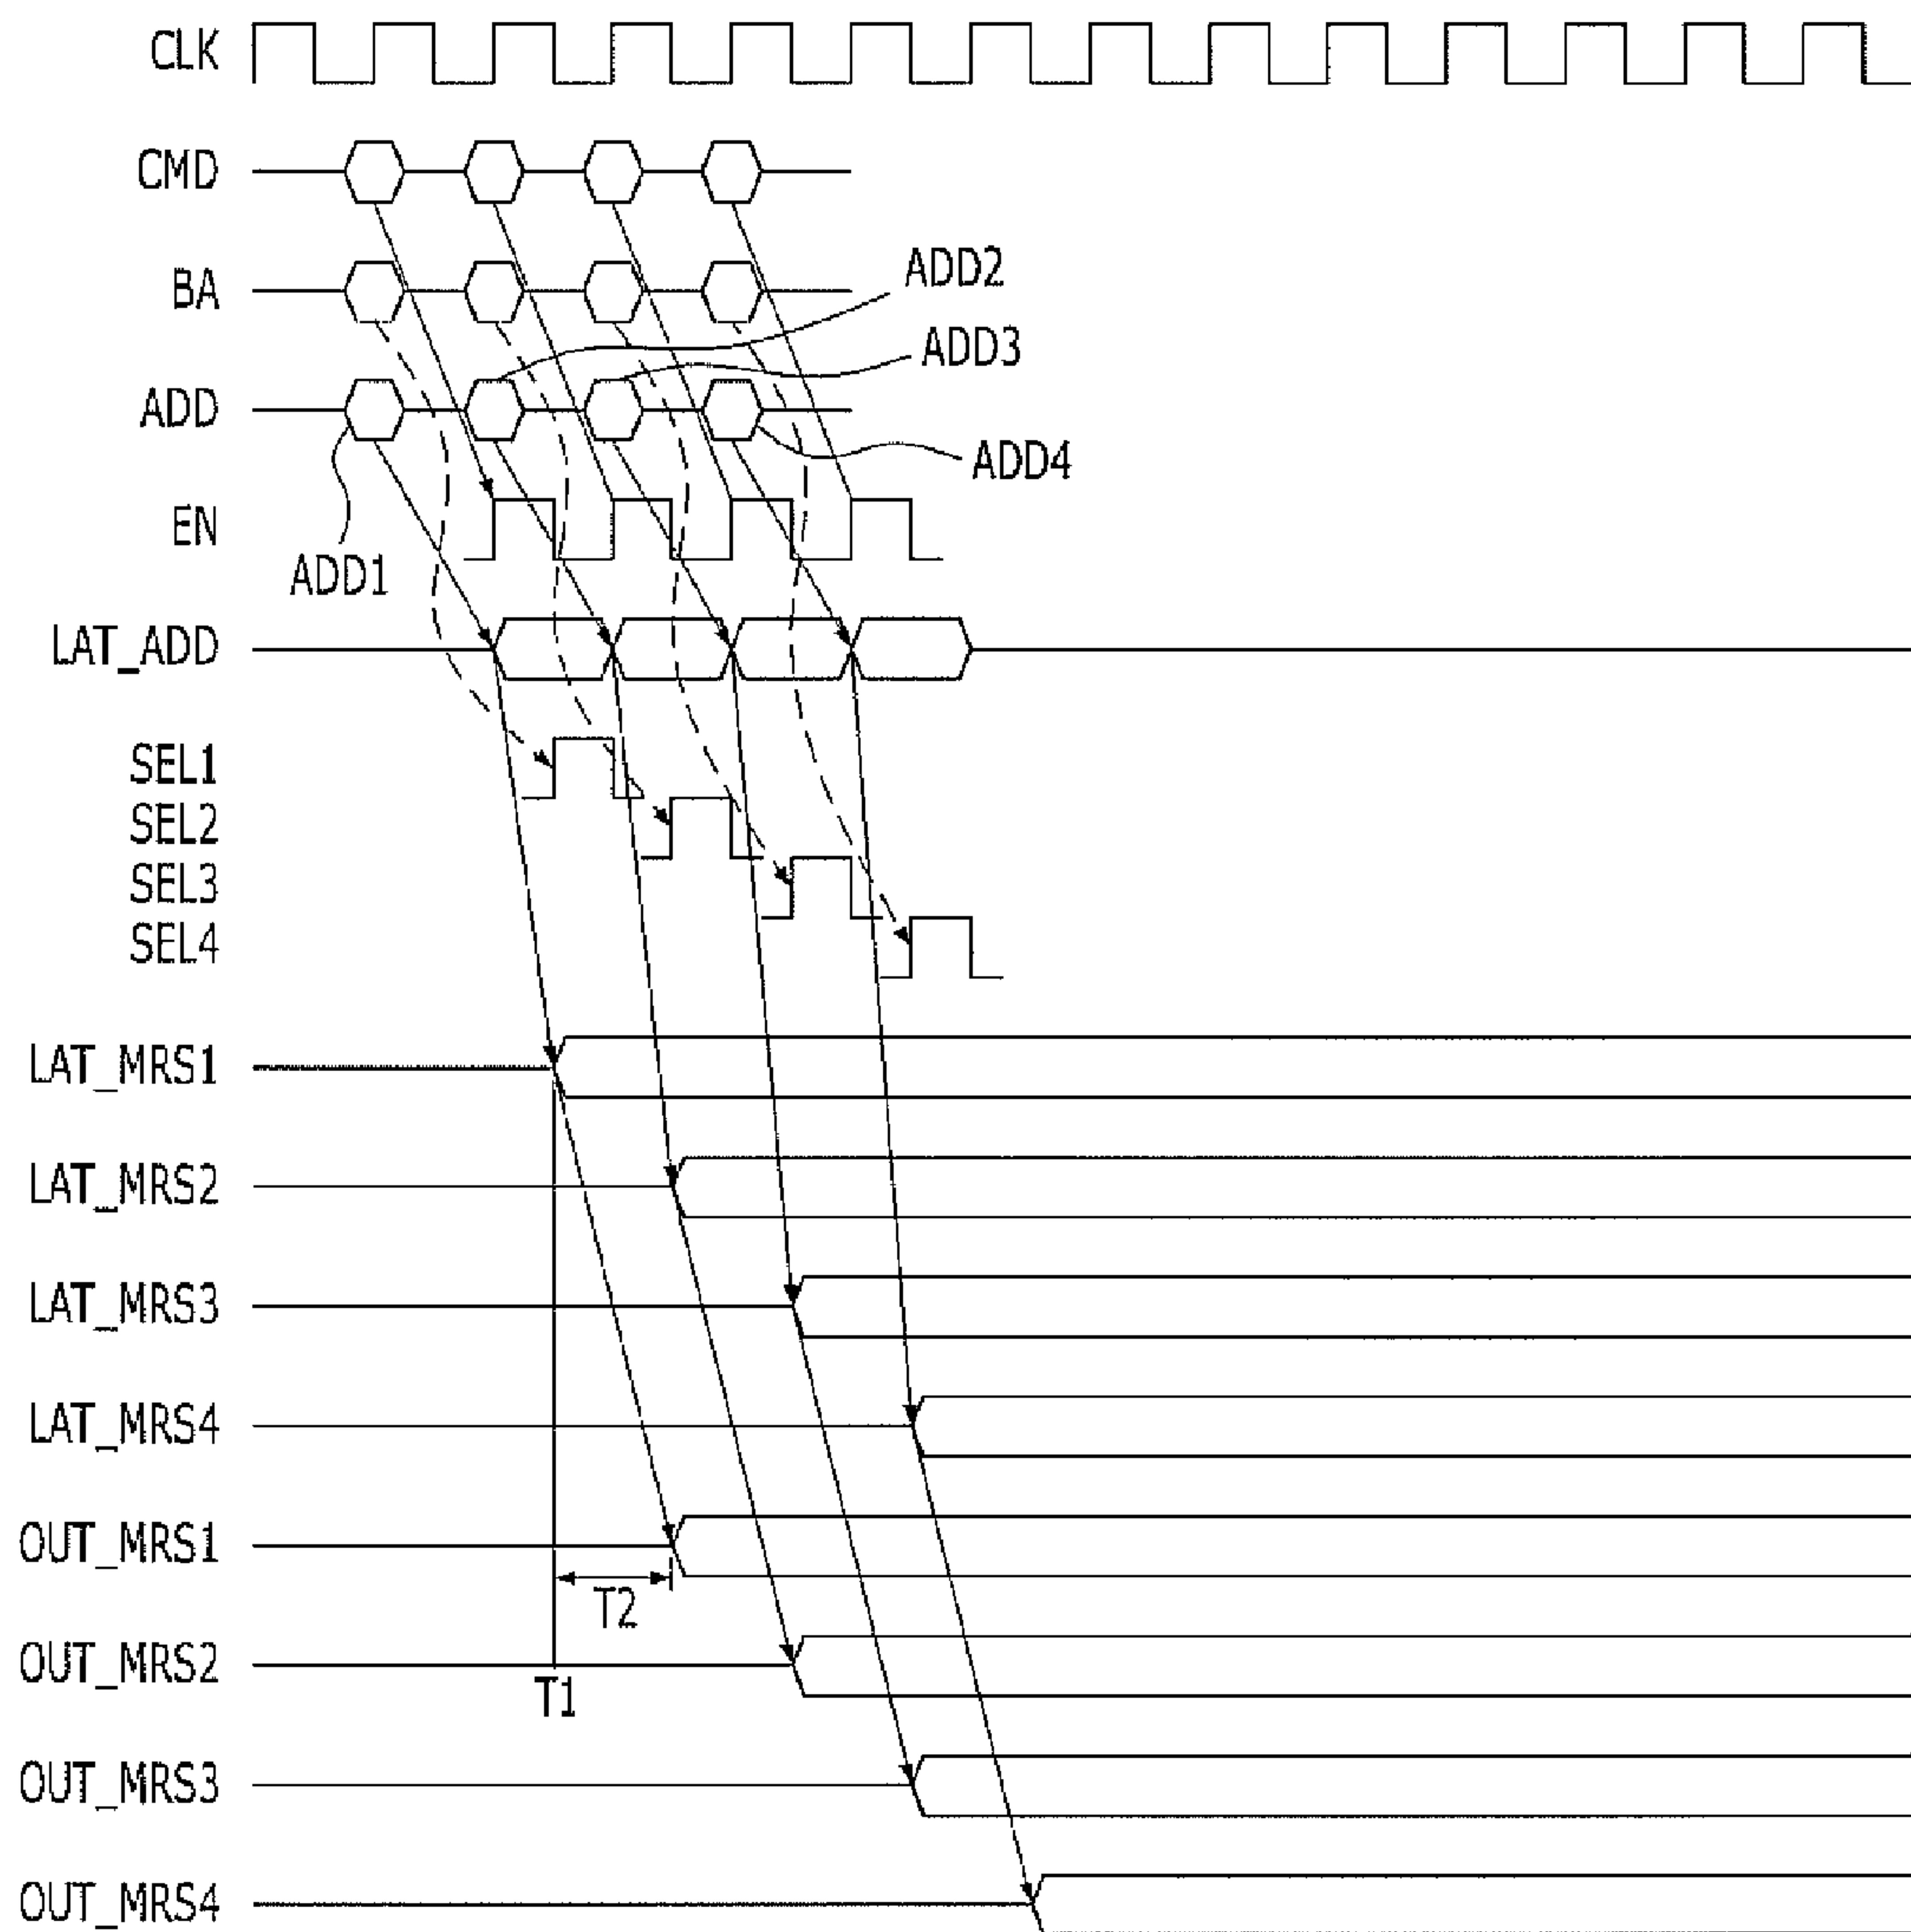 CLK
CMD
BA
ADD2
ADD3
ADD
ADD4
EN
ADD1
LAT_ADD
SEL1
SEL2
SEL3
SEL4
LAT_MRS1
LAT_MRS2
LAT_MRS3
LAT_MRS4
OUT_MRS1
T2
OUT_MRS2
T1
OUT_MRS3
OUT_MRS4